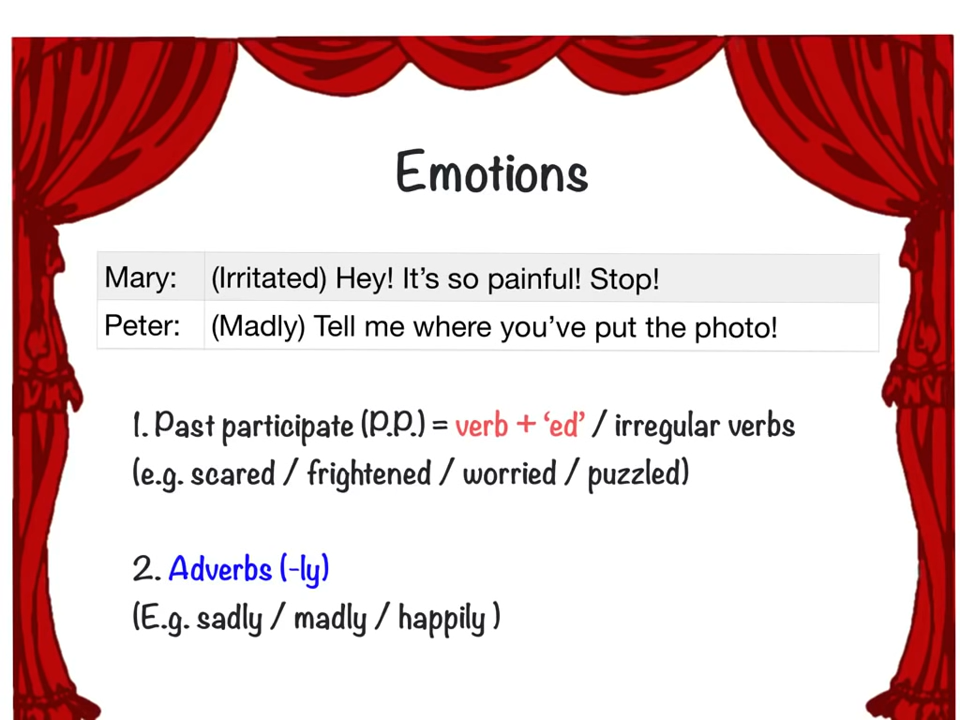 Emotions
Mary: (Irritated) Hey! It's so painful! Stop!
Peter: (Madly) Tell me where you've put the photo!
1. Past participate (P.P.) = verb + 'ed' / irregular verbs
(e.g. scared / frightened / worried / puzzled)
2. Adverbs (-ly)
(E.g. sadly / madly / happily )